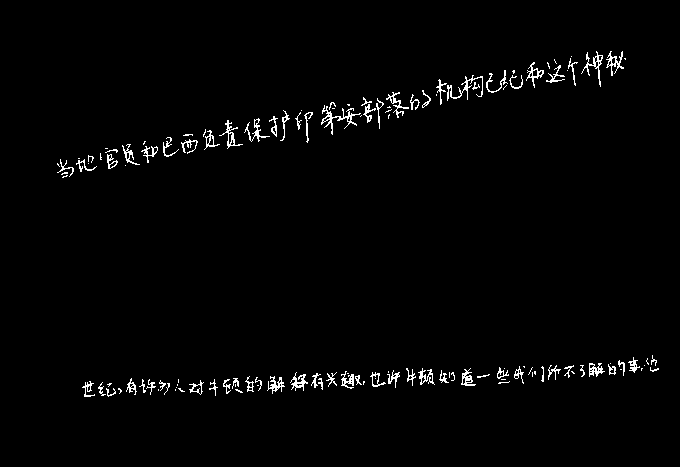 当地官员和巴西负责保护印第安部落的机构已经和这个神秘
世纪,有许多人对牛顿的解释有兴趣,也许牛顿知道一些我们所不了解的事,他